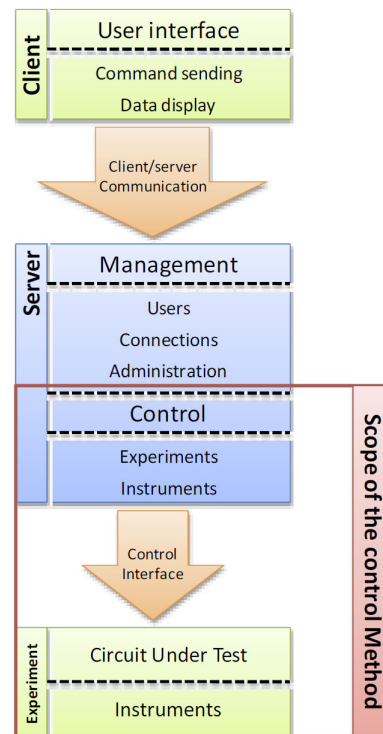 Client
User interface
Command sending
Data display
Client/server
Communication
Server
Management
Users
Connections
Administration
Control
Experiments
Instruments
Scope of the control Method
Control
Interface
Experiment
Circuit Under Test
Instruments